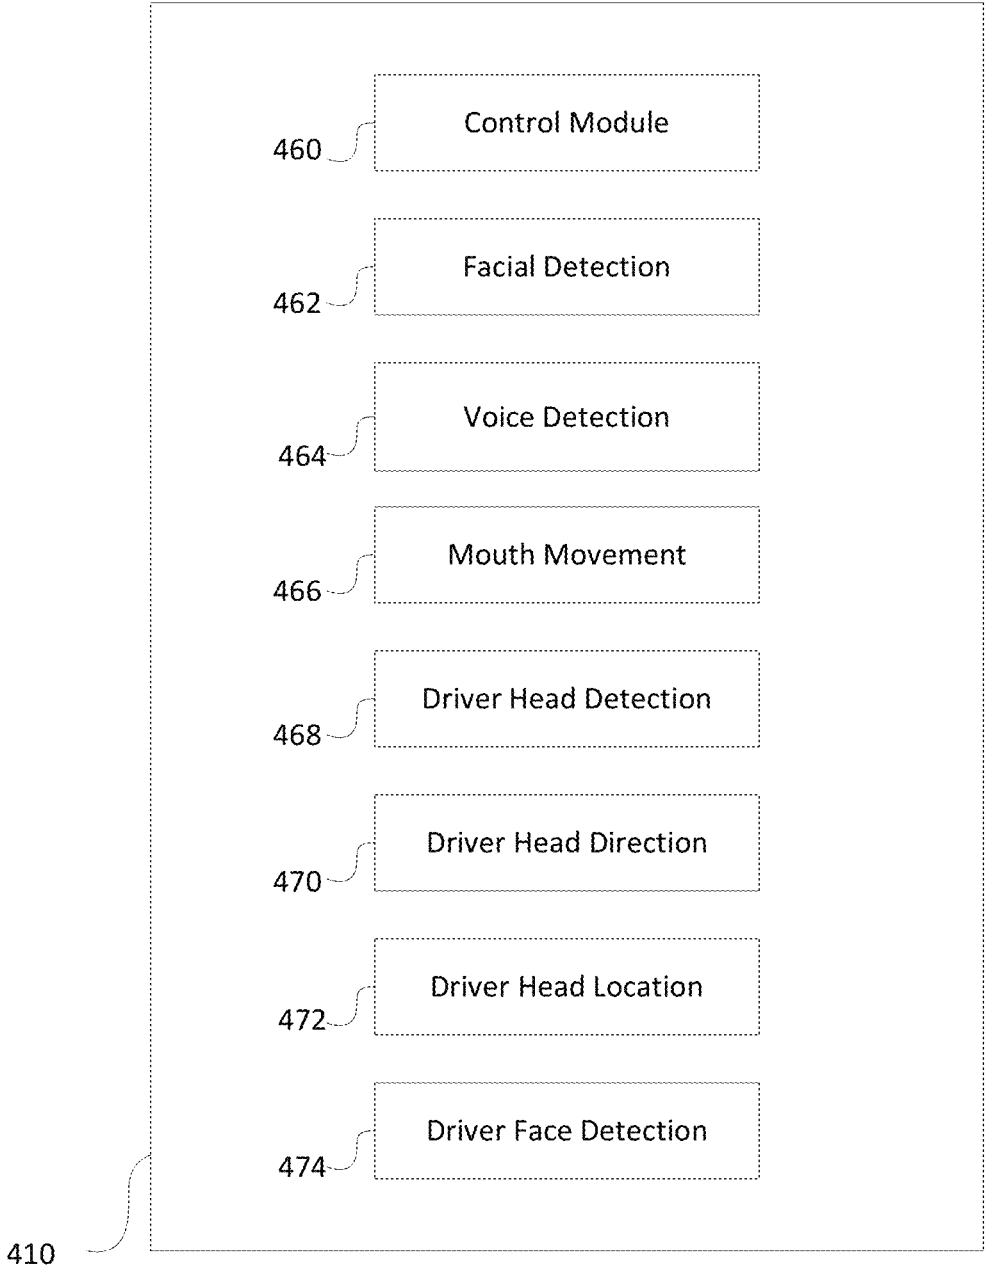 Control Module
460
Facial Detection
462
Voice Detection
464
Mouth Movement
466
Driver Head Detection
468
Driver Head Direction
470
Driver Head Location
472
Driver Face Detection
474
410